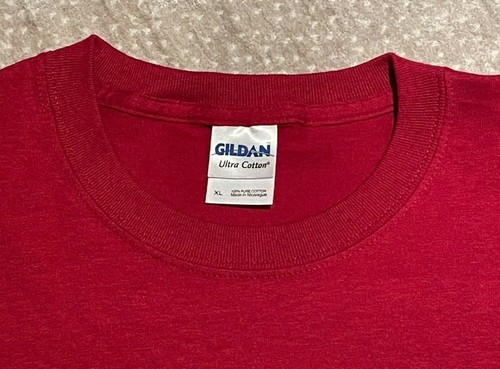 GILDAN
Ultra Cotton®
XL
100% PURE COTTON
Made in Nicaragua